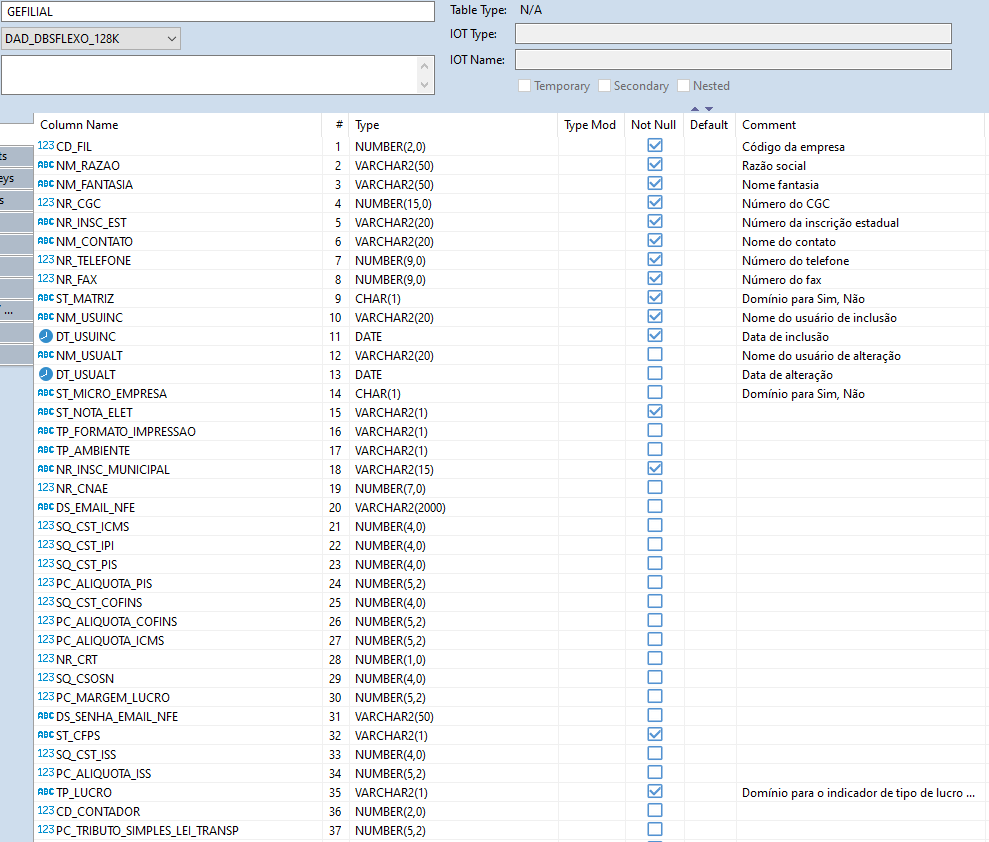 GEFILIAL
Table Type: N/A
DAD_DBSFLEXO_128K
IOT Type:
IOT Name:
Temporary Secondary Nested
Column Name # Type Type Mod Not Null Default Comment
123 CD_FIL 1 NUMBER(2,0) Código da empresa
ABC NM_RAZAO 2 VARCHAR2(50) Razão social
ABC NM_FANTASIA 3 VARCHAR2(50) Nome fantasia
123 NR_CGC 4 NUMBER(15,0) Número do CGC
ABC NR_INSC_EST 5 VARCHAR2(20) Número da inscrição estadual
ABC NM_CONTATO 6 VARCHAR2(20) Nome do contato
123 NR_TELEFONE 7 NUMBER(9,0) Número do telefone
123 NR_FAX 8 NUMBER(9,0) Número do fax
ABC ST_MATRIZ 9 CHAR(1) Domínio para Sim, Não
ABC NM_USUINC 10 VARCHAR2(20) Nome do usuário de inclusão
DT_USUINC 11 DATE Data de inclusão
ABC NM_USUALT 12 VARCHAR2(20) Nome do usuário de alteração
DT_USUALT 13 DATE Data de alteração
ABC ST_MICRO_EMPRESA 14 CHAR(1) Domínio para Sim, Não
ABC ST_NOTA_ELET 15 VARCHAR2(1)
ABC TP_FORMATO_IMPRESSAO 16 VARCHAR2(1)
ABC TP_AMBIENTE 17 VARCHAR2(1)
ABC NR_INSC_MUNICIPAL 18 VARCHAR2(15)
123 NR_CNAE 19 NUMBER(7,0)
ABC DS_EMAIL_NFE 20 VARCHAR2(2000)
123 SQ_CST_ICMS 21 NUMBER(4,0)
123 SQ_CST_IPI 22 NUMBER(4,0)
123 SQ_CST_PIS 23 NUMBER(4,0)
123 PC_ALIQUOTA_PIS 24 NUMBER(5,2)
123 SQ_CST_COFINS 25 NUMBER(4,0)
123 PC_ALIQUOTA_COFINS 26 NUMBER(5,2)
123 PC_ALIQUOTA_ICMS 27 NUMBER(5,2)
123 NR_CRT 28 NUMBER(1,0)
123 SQ_CSOSN 29 NUMBER(4,0)
123 PC_MARGEM_LUCRO 30 NUMBER(5,2)
ABC DS_SENHA_EMAIL_NFE 31 VARCHAR2(50)
ABC ST_CFPS 32 VARCHAR2(1)
123 SQ_CST_ISS 33 NUMBER(4,0)
123 PC_ALIQUOTA_ISS 34 NUMBER(5,2)
ABC TP_LUCRO 35 VARCHAR2(1) Domínio para o indicador de tipo de lucro ...
123 CD_CONTADOR 36 NUMBER(2,0)
123 PC_TRIBUTO_SIMPLES_LEI_TRANSP 37 NUMBER(5,2)